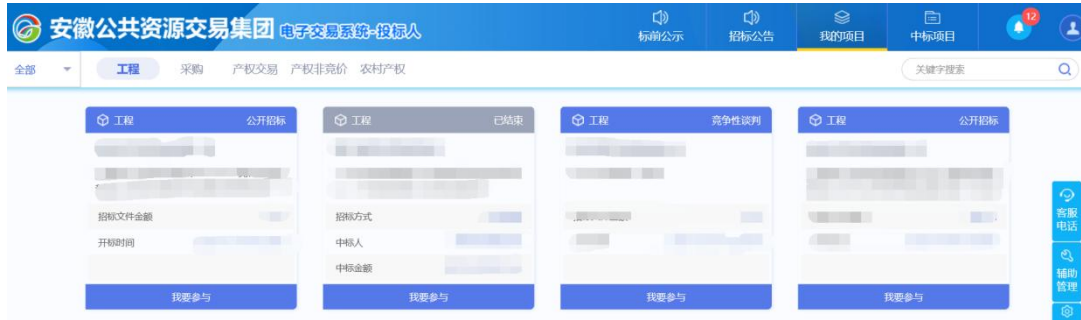 安徽公共资源交易集团 电子交易系统-投标人
标前公示 招标公告 我的项目 中标项目 12
全部 工程 采购 产权交易 产权非竞价 农村产权 关键字搜索
工程 公开招标
招标文件金额
开标时间
我要参与
工程 已结束
招标方式
中标人
中标金额
我要参与
工程 竞争性谈判
我要参与
工程 公开招标
我要参与
客服
电话
辅助
管理